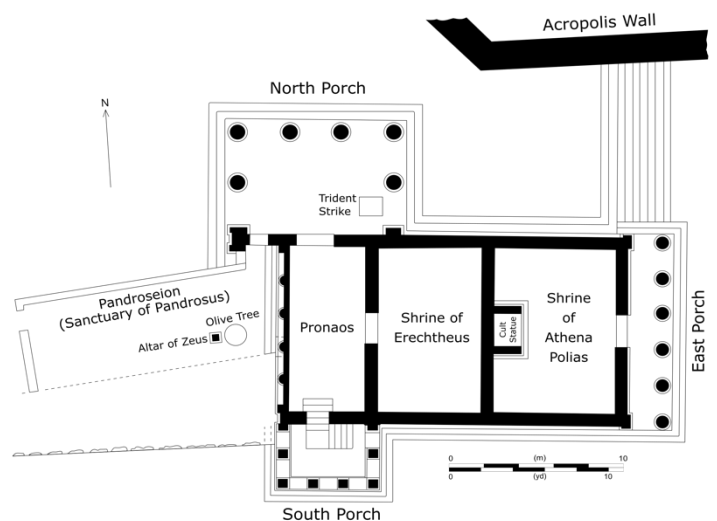 Acropolis Wall
North Porch
N
Trident
Strike
Pandroseion
(Sanctuary of Pandrosus)
Olive Tree
Altar of Zeus
Pronaos
Shrine of
Erechtheus
Cult
Statue
Shrine
of
Athena
Polias
East Porch
0 (m) 10
0 (yd) 10
South Porch